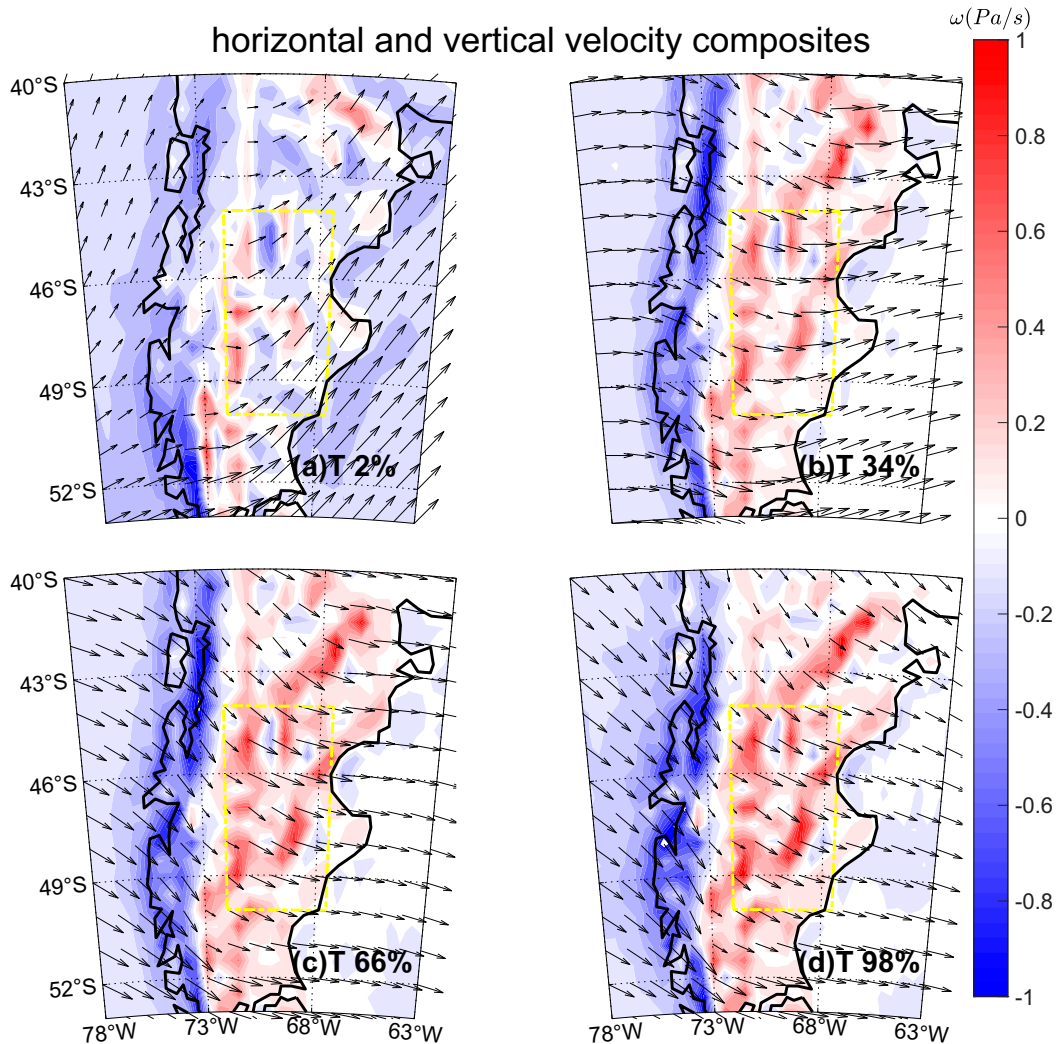 ω(Pa/s)
horizontal and vertical velocity composites
40°S
43°S
46°S
49°S
52°S
(a)T 2%
(b)T 34%
1
0.8
0.6
0.4
0.2
0
-0.2
-0.4
-0.6
-0.8
-1
40°S
43°S
46°S
49°S
52°S
(c)T 66%
(d)T 98%
78°W
73°W
68°W
63°W
78°W
73°W
68°W
63°W